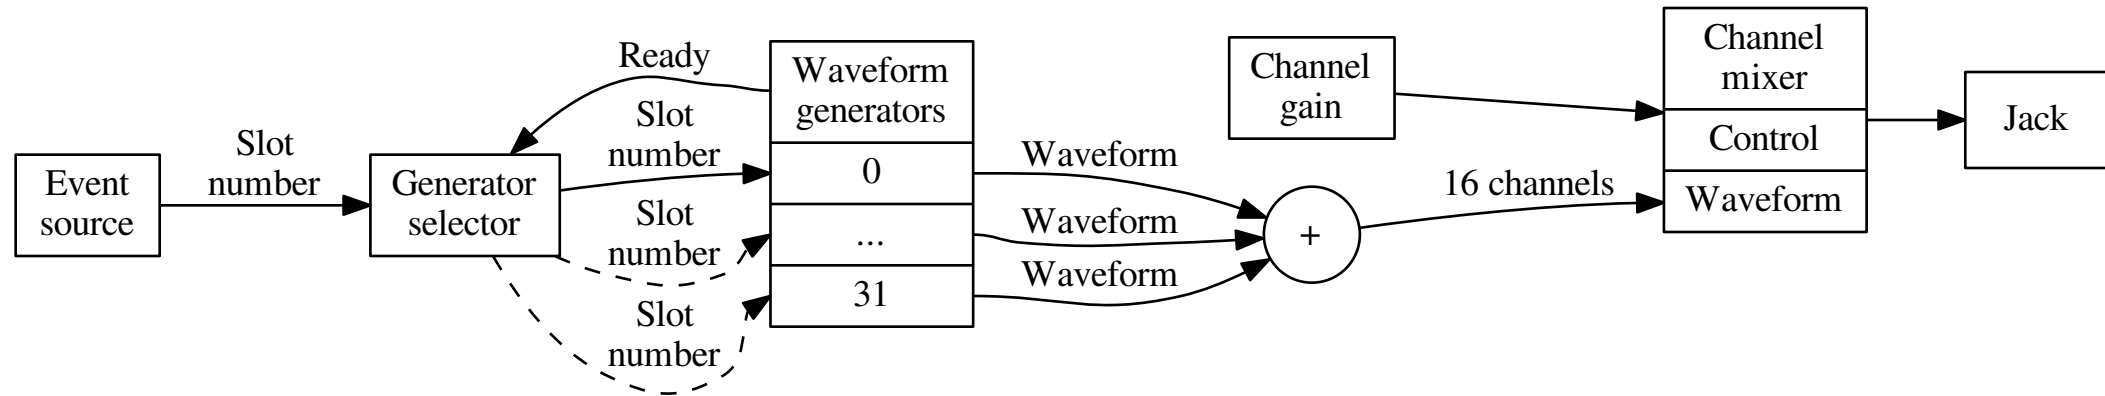 Event
source
Slot
number
Generator
selector
Ready
Slot
number
Slot
number
Slot
number
Waveform
generators
0
...
31
Waveform
Waveform
Waveform
Channel
gain
+
16 channels
Channel
mixer
Control
Waveform
Jack